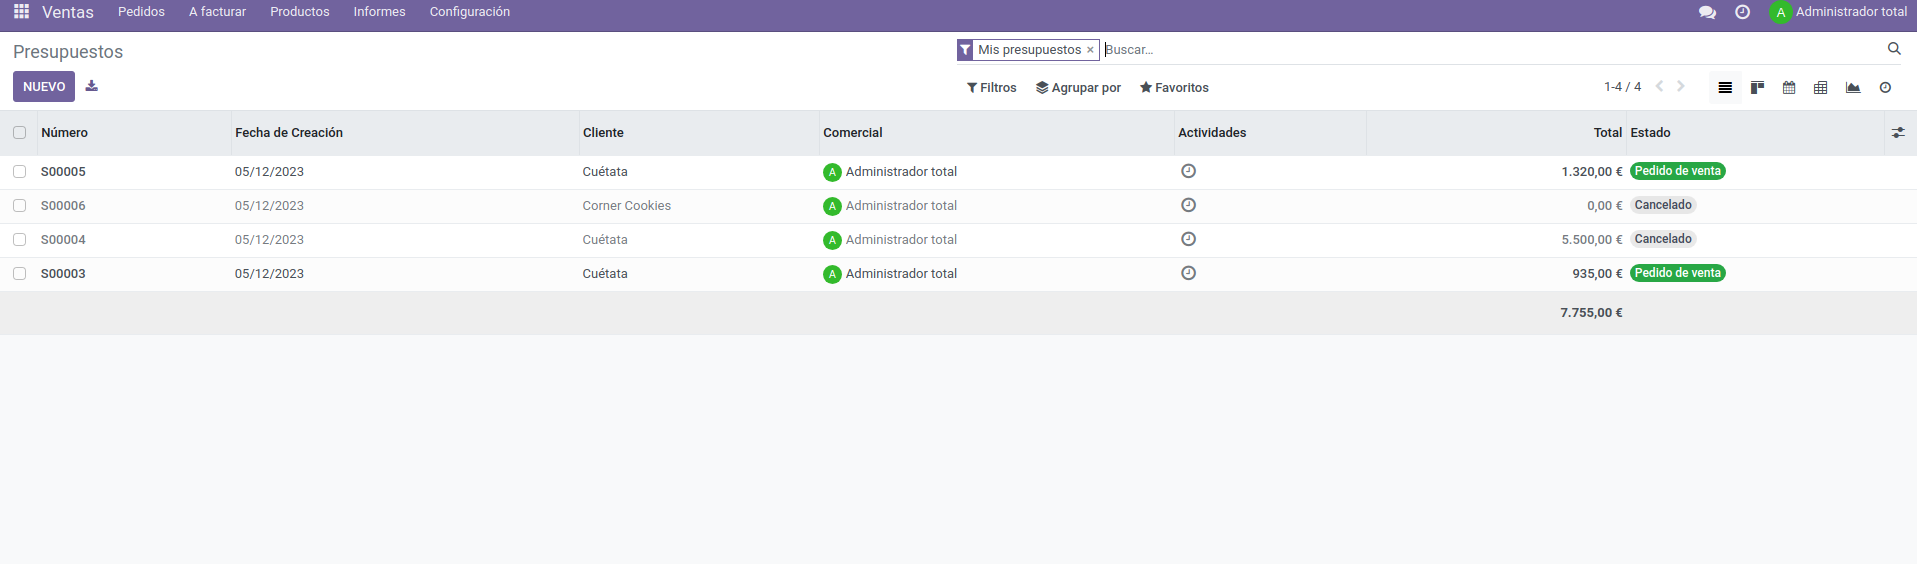 Ventas Pedidos A facturar Productos Informes Configuración A Administrador total
Presupuestos Mis presupuestos × Buscar...
NUEVO Filtros Agrupar por Favoritos 1-4 / 4
Número Fecha de Creación Cliente Comercial Actividades Total Estado
S00005 05/12/2023 Cuétata A Administrador total 1.320,00 € Pedido de venta
S00006 05/12/2023 Corner Cookies A Administrador total 0,00 € Cancelado
S00004 05/12/2023 Cuétata A Administrador total 5.500,00 € Cancelado
S00003 05/12/2023 Cuétata A Administrador total 935,00 € Pedido de venta
7.755,00 €